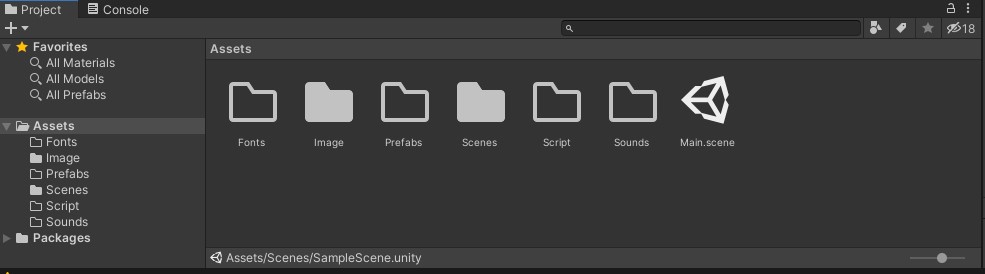 Project
Console
18
Favorites
All Materials
All Models
All Prefabs
Assets
Fonts
Image
Prefabs
Scenes
Script
Sounds
Packages
Assets
Fonts Image Prefabs Scenes Script Sounds Main.scene
Assets/Scenes/SampleScene.unity